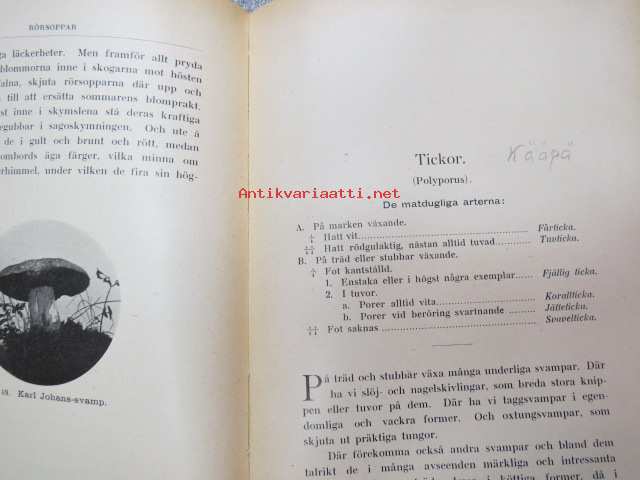 RÖRSOPPAR
ga läckerheter. Men framför allt pryda
blommorna inne i skogarna mot hösten
falna, skjuta rörsopparna där upp och
till att ersätta sommarens blomprakt.
st inne i skymslena stå deras kraftiga
egubbar i sagoskymningen. Och ute å
de i gult och brunt och rött, medan
ombords äga färger, vilka minna om
erhimmel, under vilken de fira sin hög-
18. Karl Johans-svamp.
Tickor. Kääpä
(Polyporus).
Antikvariaatti.net
De matdugliga arterna:
A. På marken växande.
† Hatt vit Fårticka.
†† Hatt rödgulaktig, nästan alltid tuvad Tuvticka.
B. På träd eller stubbar växande.
† Fot kantställd.
1. Enstaka eller i högst några exemplar Fjällig ticka.
2. I tuvor.
a. Porer alltid vita Korallticka.
b. Porer vid beröring svartnande Jätteticka.
†† Fot saknas Svavelticka.
På träd och stubbar växa många underliga svampar. Där
ha vi slöj- och nagelskivlingar, som breda stora knip-
pen eller tuvor på dem. Där ha vi taggsvampar i egen-
domliga och vackra former. Och oxtungsvampar, som
skjuta ut präktiga tungor.
Där förekomma också andra svampar och bland dem
talrikt de i många avseenden märkliga och intressanta
i köttiga former, då i